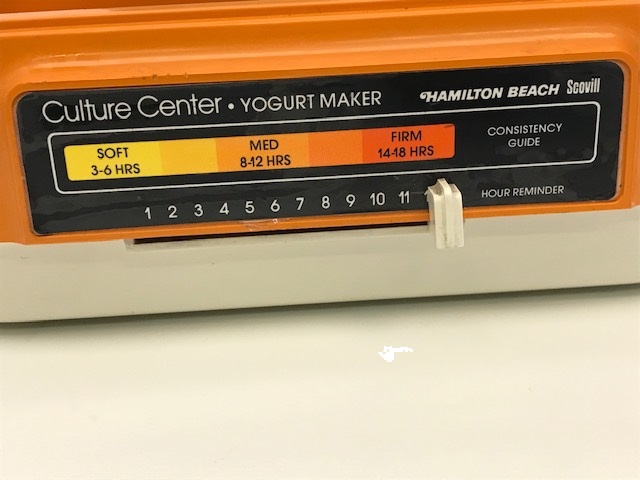 Culture Center • YOGURT MAKER HAMILTON BEACH Scovill
SOFT
3-6 HRS
MED
8-12 HRS
FIRM
14-18 HRS
CONSISTENCY
GUIDE
1 2 3 4 5 6 7 8 9 10 11
HOUR REMINDER